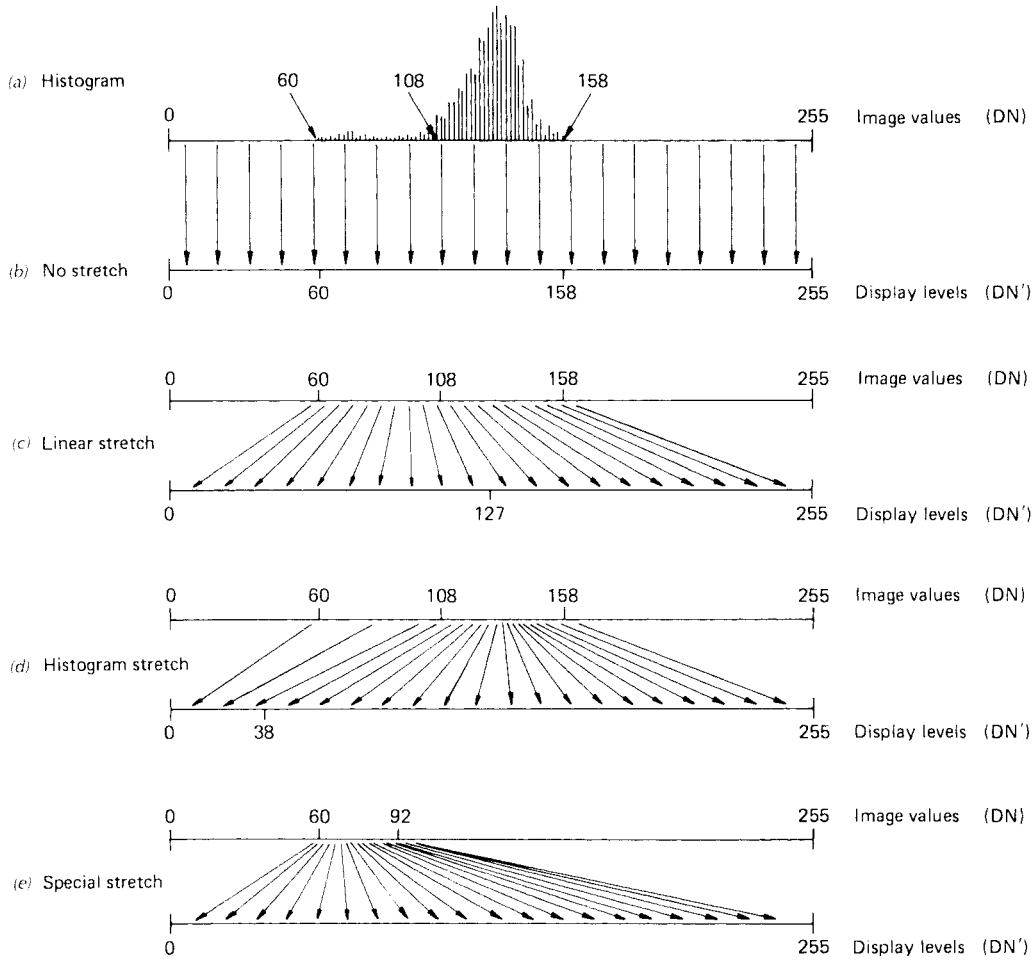 (a) Histogram
60 108 158
0 255 Image values (DN)
(b) No stretch
0 60 158 255 Display levels (DN′)
0 60 108 158 255 Image values (DN)
(c) Linear stretch
0 127 255 Display levels (DN′)
0 60 108 158 255 Image values (DN)
(d) Histogram stretch
0 38 255 Display levels (DN′)
0 60 92 255 Image values (DN)
(e) Special stretch
0 255 Display levels (DN′)